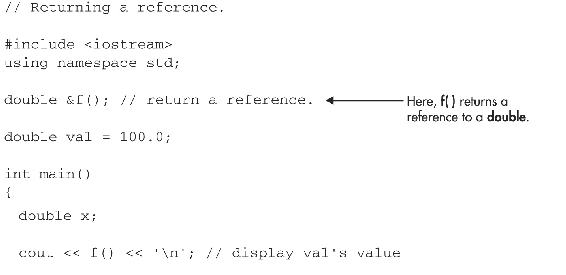 // Returning a reference.
#include <iostream>
using namespace std;
double &f(); // return a reference.
Here, f( ) returns a
reference to a double.
double val = 100.0;
int main()
{
double x;
cout << f() << '\n'; // display val's value